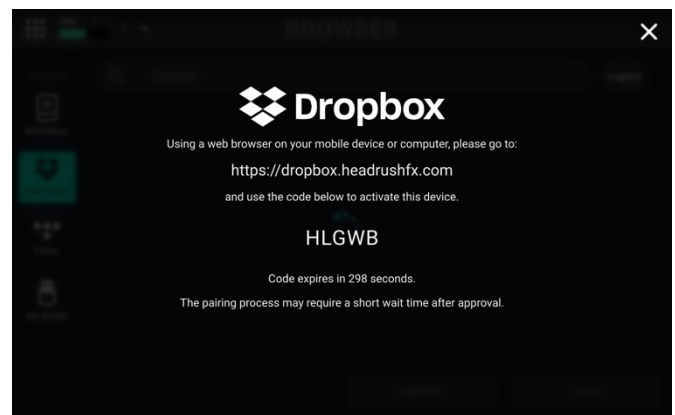 BROWSER
Search
Logout
Dropbox
Using a web browser on your mobile device or computer, please go to:
https://dropbox.headrushfx.com
and use the code below to activate this device.
HLGWB
Code expires in 298 seconds.
The pairing process may require a short wait time after approval.